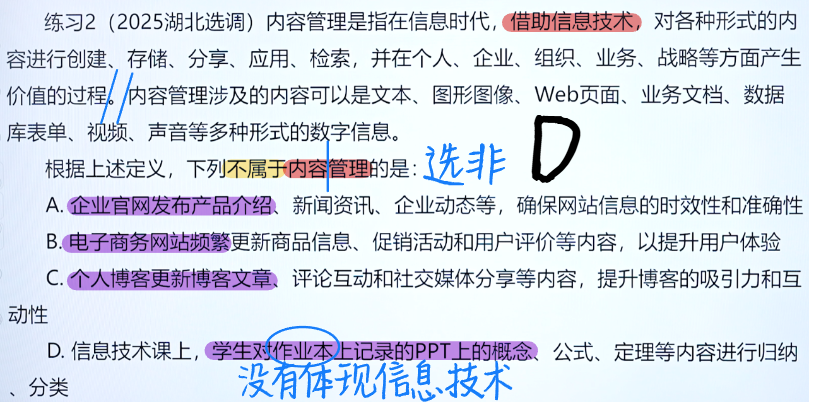 练习2（2025湖北选调）内容管理是指在信息时代，借助信息技术，对各种形式的内
容进行创建、存储、分享、应用、检索，并在个人、企业、组织、业务、战略等方面产生
价值的过程。内容管理涉及的内容可以是文本、图形图像、Web页面、业务文档、数据
库表单、视频、声音等多种形式的数字信息。
D
根据上述定义，下列不属于内容管理的是：选非
A. 企业官网发布产品介绍、新闻资讯、企业动态等，确保网站信息的时效性和准确性
B. 电子商务网站频繁更新商品信息、促销活动和用户评价等内容，以提升用户体验
C. 个人博客更新博客文章、评论互动和社交媒体分享等内容，提升博客的吸引力和互
动性
D. 信息技术课上，学生对作业本上记录的PPT上的概念、公式、定理等内容进行归纳
、分类
没有体现信息技术